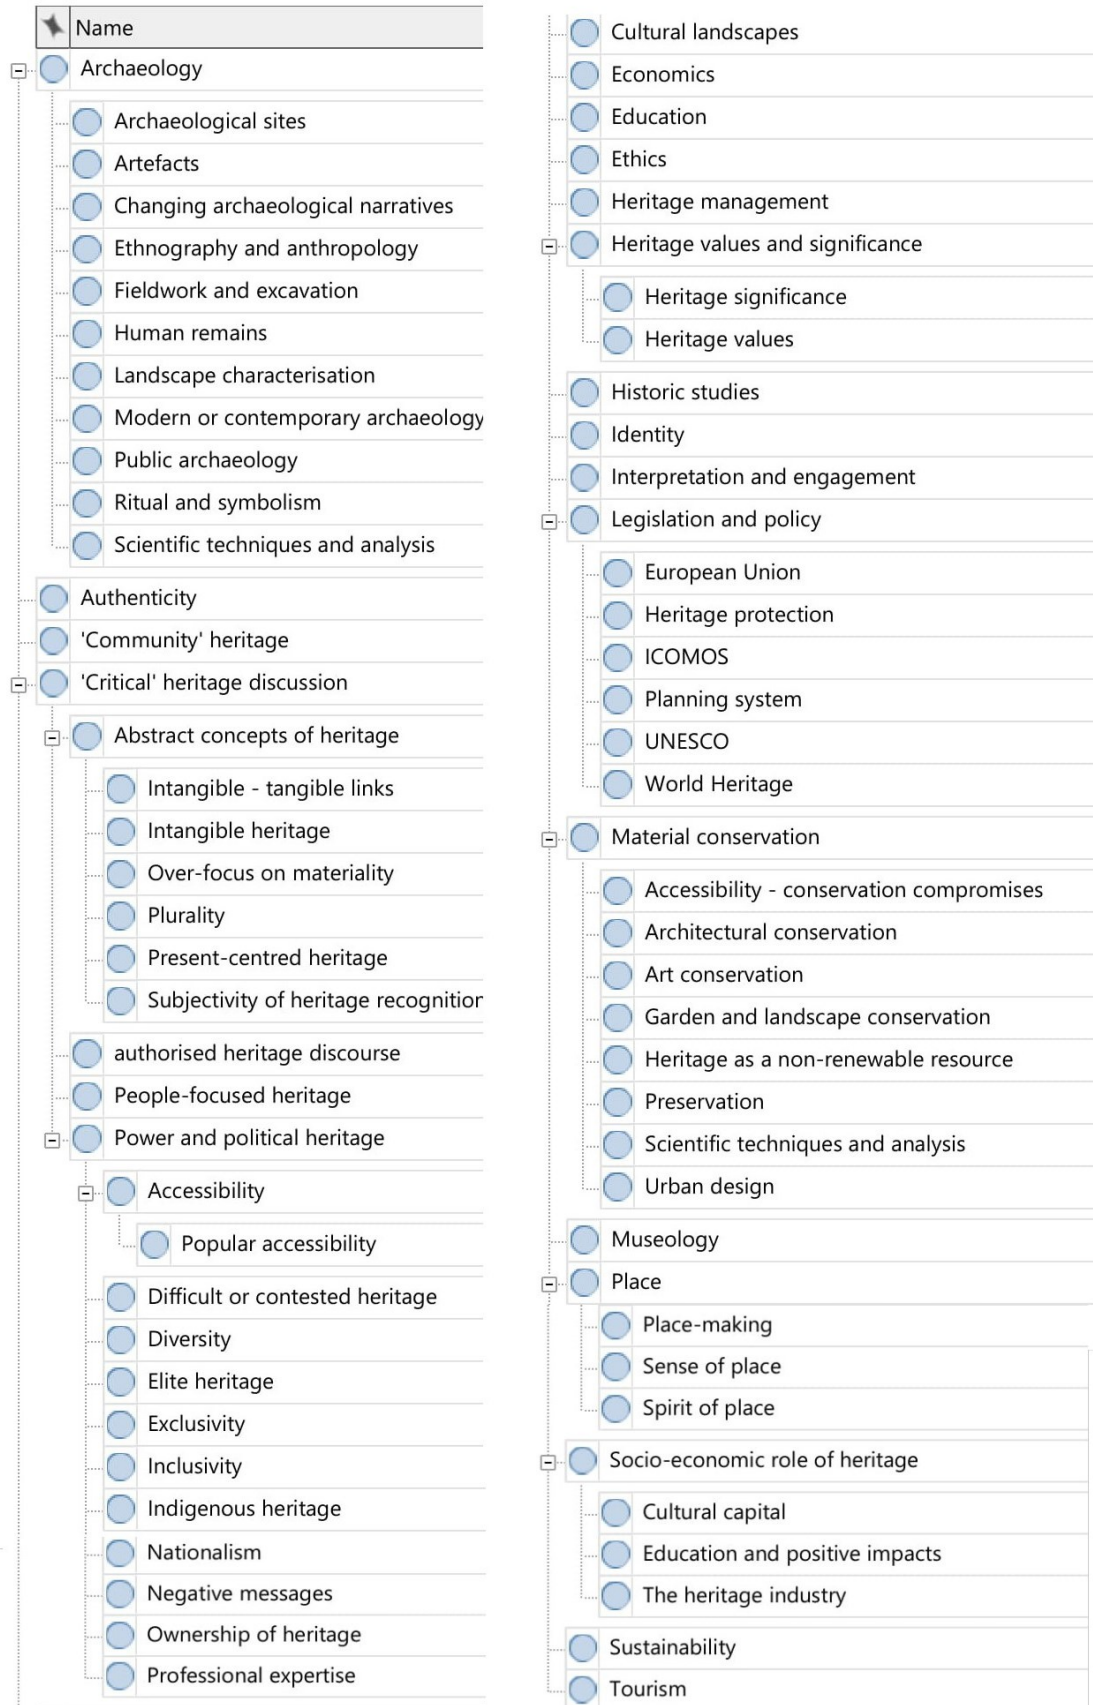 Name
Archaeology
Archaeological sites
Artefacts
Changing archaeological narratives
Ethnography and anthropology
Fieldwork and excavation
Human remains
Landscape characterisation
Modern or contemporary archaeology
Public archaeology
Ritual and symbolism
Scientific techniques and analysis
Authenticity
'Community' heritage
'Critical' heritage discussion
Abstract concepts of heritage
Intangible - tangible links
Intangible heritage
Over-focus on materiality
Plurality
Present-centred heritage
Subjectivity of heritage recognition
authorised heritage discourse
People-focused heritage
Power and political heritage
Accessibility
Popular accessibility
Difficult or contested heritage
Diversity
Elite heritage
Exclusivity
Inclusivity
Indigenous heritage
Nationalism
Negative messages
Ownership of heritage
Professional expertise
Cultural landscapes
Economics
Education
Ethics
Heritage management
Heritage values and significance
Heritage significance
Heritage values
Historic studies
Identity
Interpretation and engagement
Legislation and policy
European Union
Heritage protection
ICOMOS
Planning system
UNESCO
World Heritage
Material conservation
Accessibility - conservation compromises
Architectural conservation
Art conservation
Garden and landscape conservation
Heritage as a non-renewable resource
Preservation
Scientific techniques and analysis
Urban design
Museology
Place
Place-making
Sense of place
Spirit of place
Socio-economic role of heritage
Cultural capital
Education and positive impacts
The heritage industry
Sustainability
Tourism